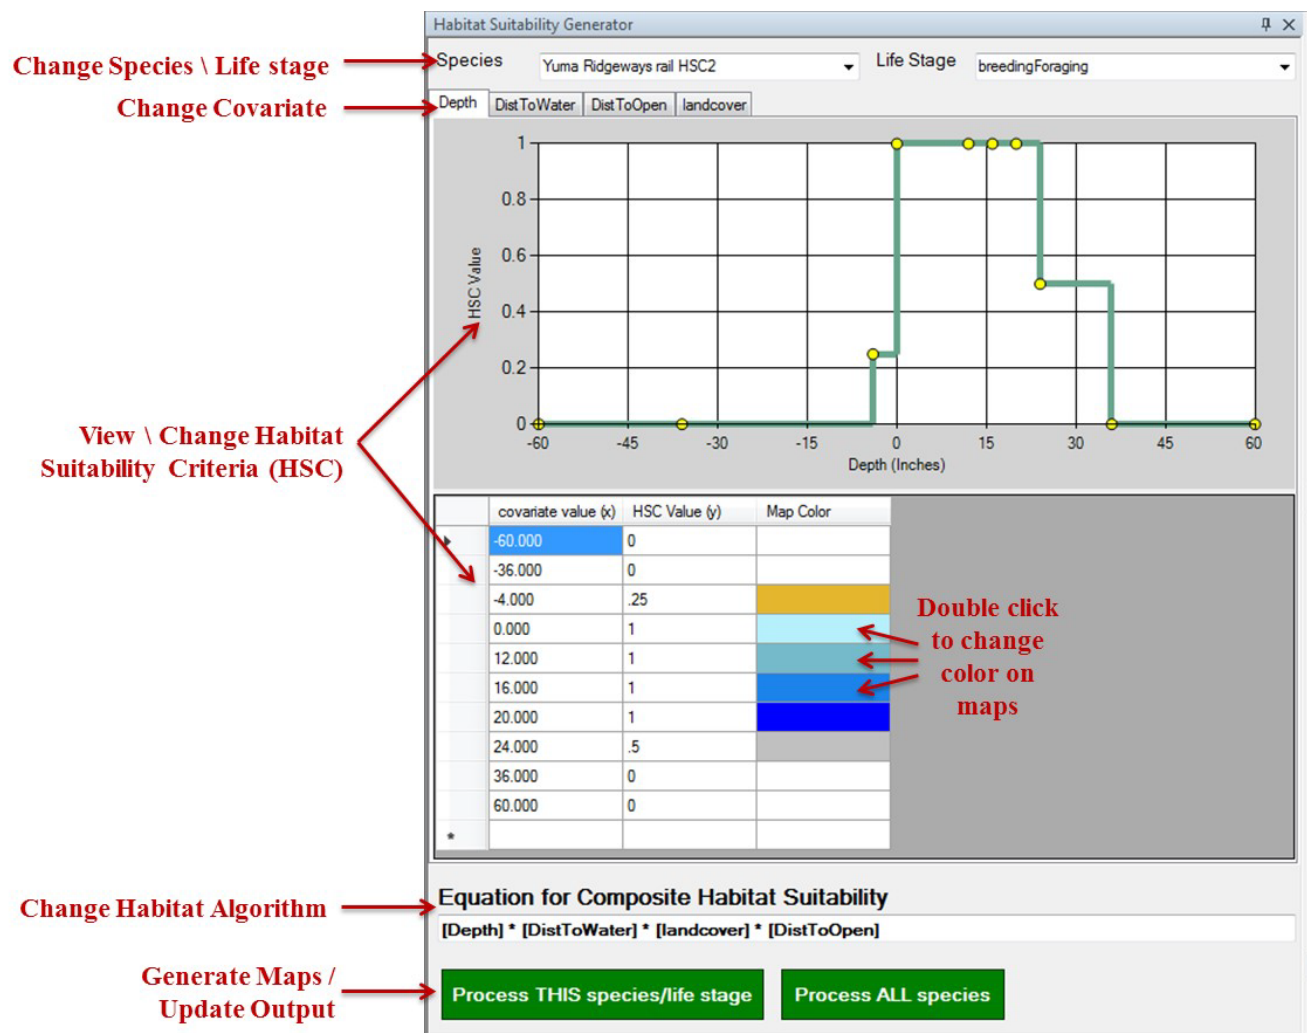 Habitat Suitability Generator
Change Species \ Life stage
Species
Yuma Ridgeways rail HSC2
Life Stage
breedingForaging
Change Covariate
Depth
DistToWater
DistToOpen
landcover
1
0.8
0.6
0.4
0.2
0
HSC Value
-60
-45
-30
-15
0
15
30
45
60
Depth (Inches)
View \ Change Habitat
Suitability Criteria (HSC)
covariate value (x) HSC Value (y) Map Color
-60.000 0
-36.000 0
-4.000 .25
0.000 1
12.000 1
16.000 1
20.000 1
24.000 .5
36.000 0
60.000 0
*
Double click
to change
color on
maps
Equation for Composite Habitat Suitability
Change Habitat Algorithm
[Depth] * [DistToWater] * [landcover] * [DistToOpen]
Generate Maps /
Update Output
Process THIS species/life stage
Process ALL species